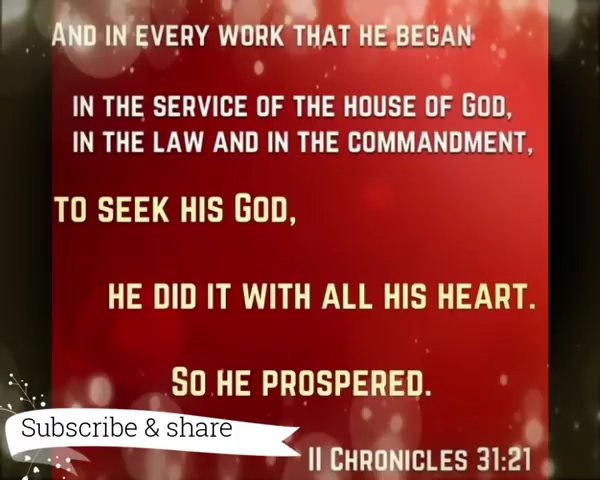 And in every work that he began
in the service of the house of God,
in the law and in the commandment,
to seek his God,
he did it with all his heart.
So he prospered.
Subscribe & share
II Chronicles 31:21